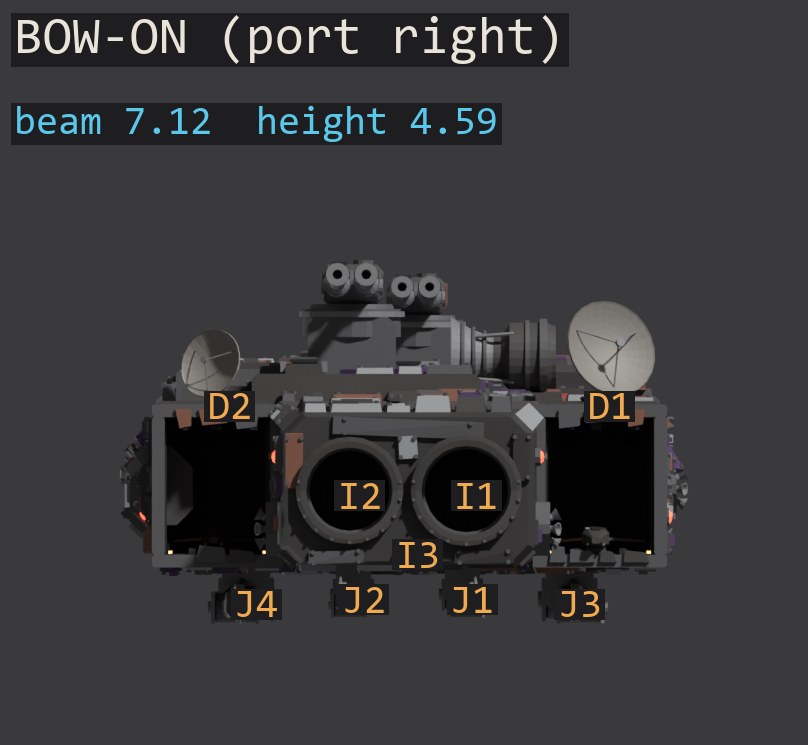 BOW-ON (port right)
beam 7.12  height 4.59
D2 D1
I2 I1
I3
J4 J2 J1 J3